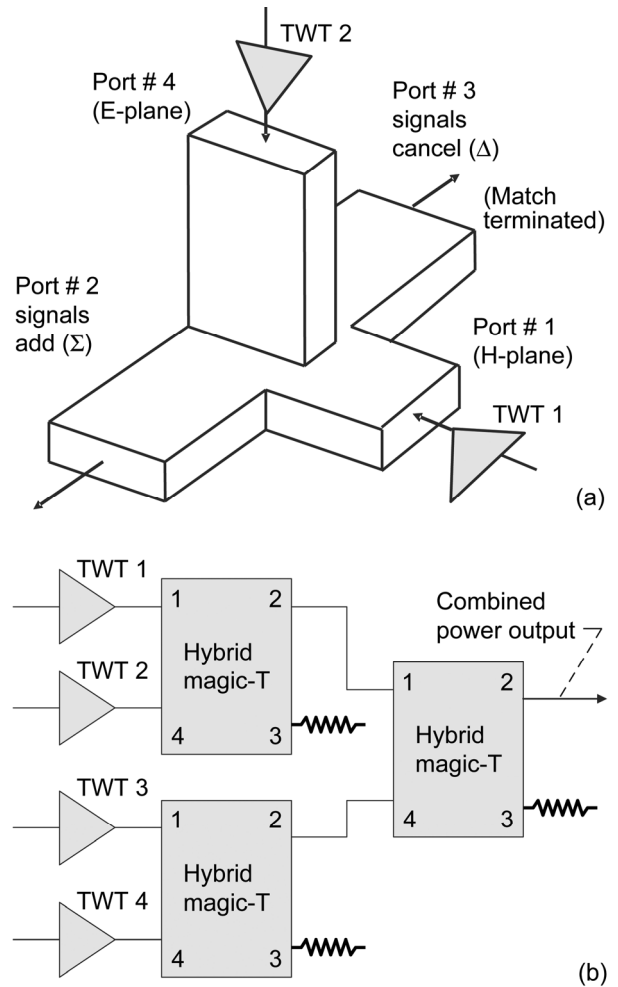 TWT 2
Port # 4
(E-plane)
Port # 3
signals
cancel (Δ)
(Match
terminated)
Port # 2
signals
add (Σ)
Port # 1
(H-plane)
TWT 1
(a)
TWT 1
1 2
Hybrid
magic-T
TWT 2
4 3
Combined
power output
1 2
Hybrid
magic-T
4 3
TWT 3
1 2
Hybrid
magic-T
TWT 4
4 3
(b)